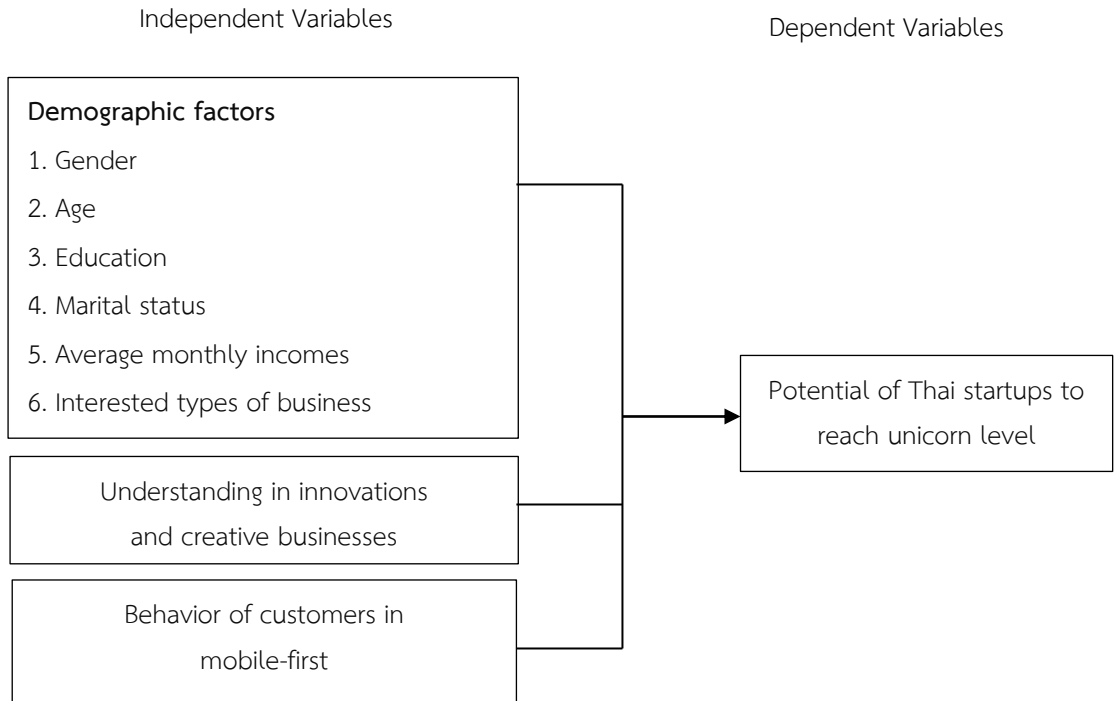 Independent Variables
Dependent Variables
Demographic factors
1. Gender
2. Age
3. Education
4. Marital status
5. Average monthly incomes
6. Interested types of business
Understanding in innovations
and creative businesses
Behavior of customers in
mobile-first
Potential of Thai startups to
reach unicorn level